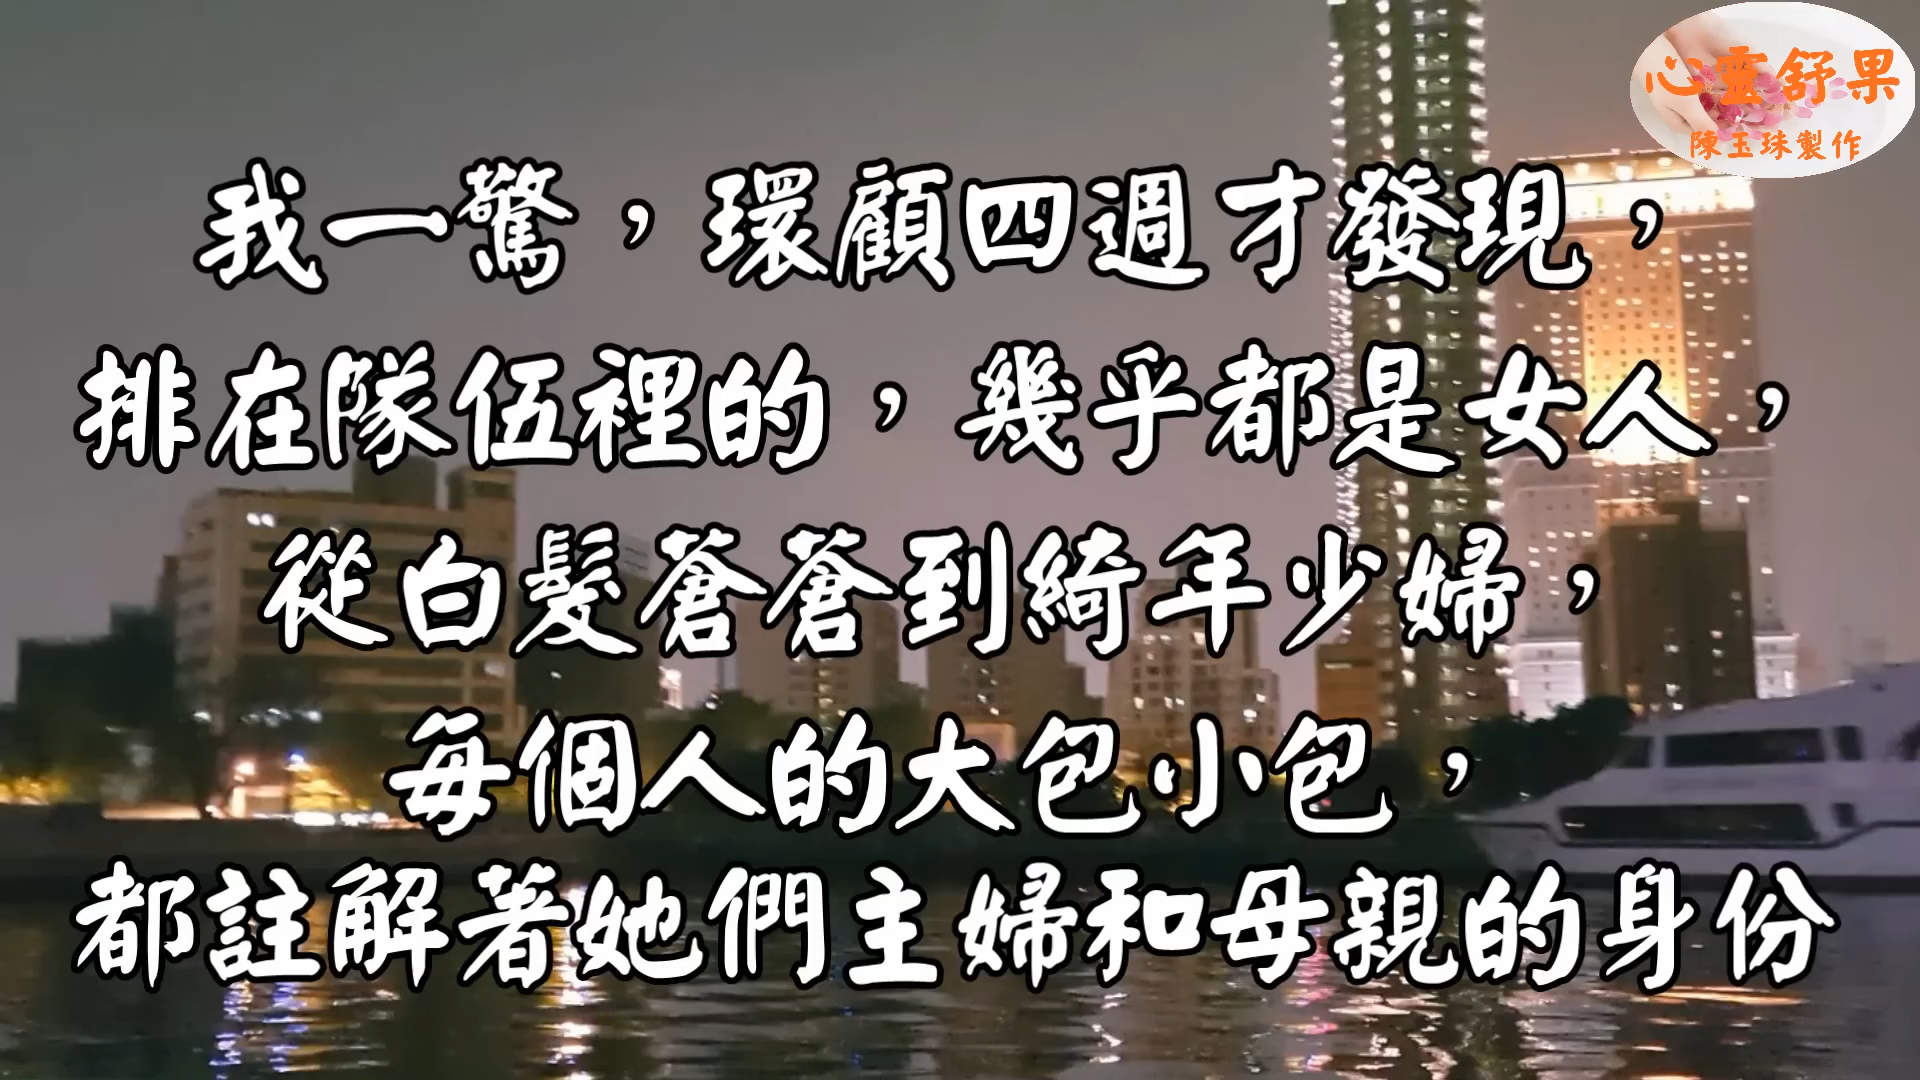 心靈舒果
陳玉珠製作
我一驚，環顧四週才發現，
排在隊伍裡的，幾乎都是女人，
從白髮蒼蒼到綺年少婦，
每個人的大包小包，
都註解著她們主婦和母親的身份